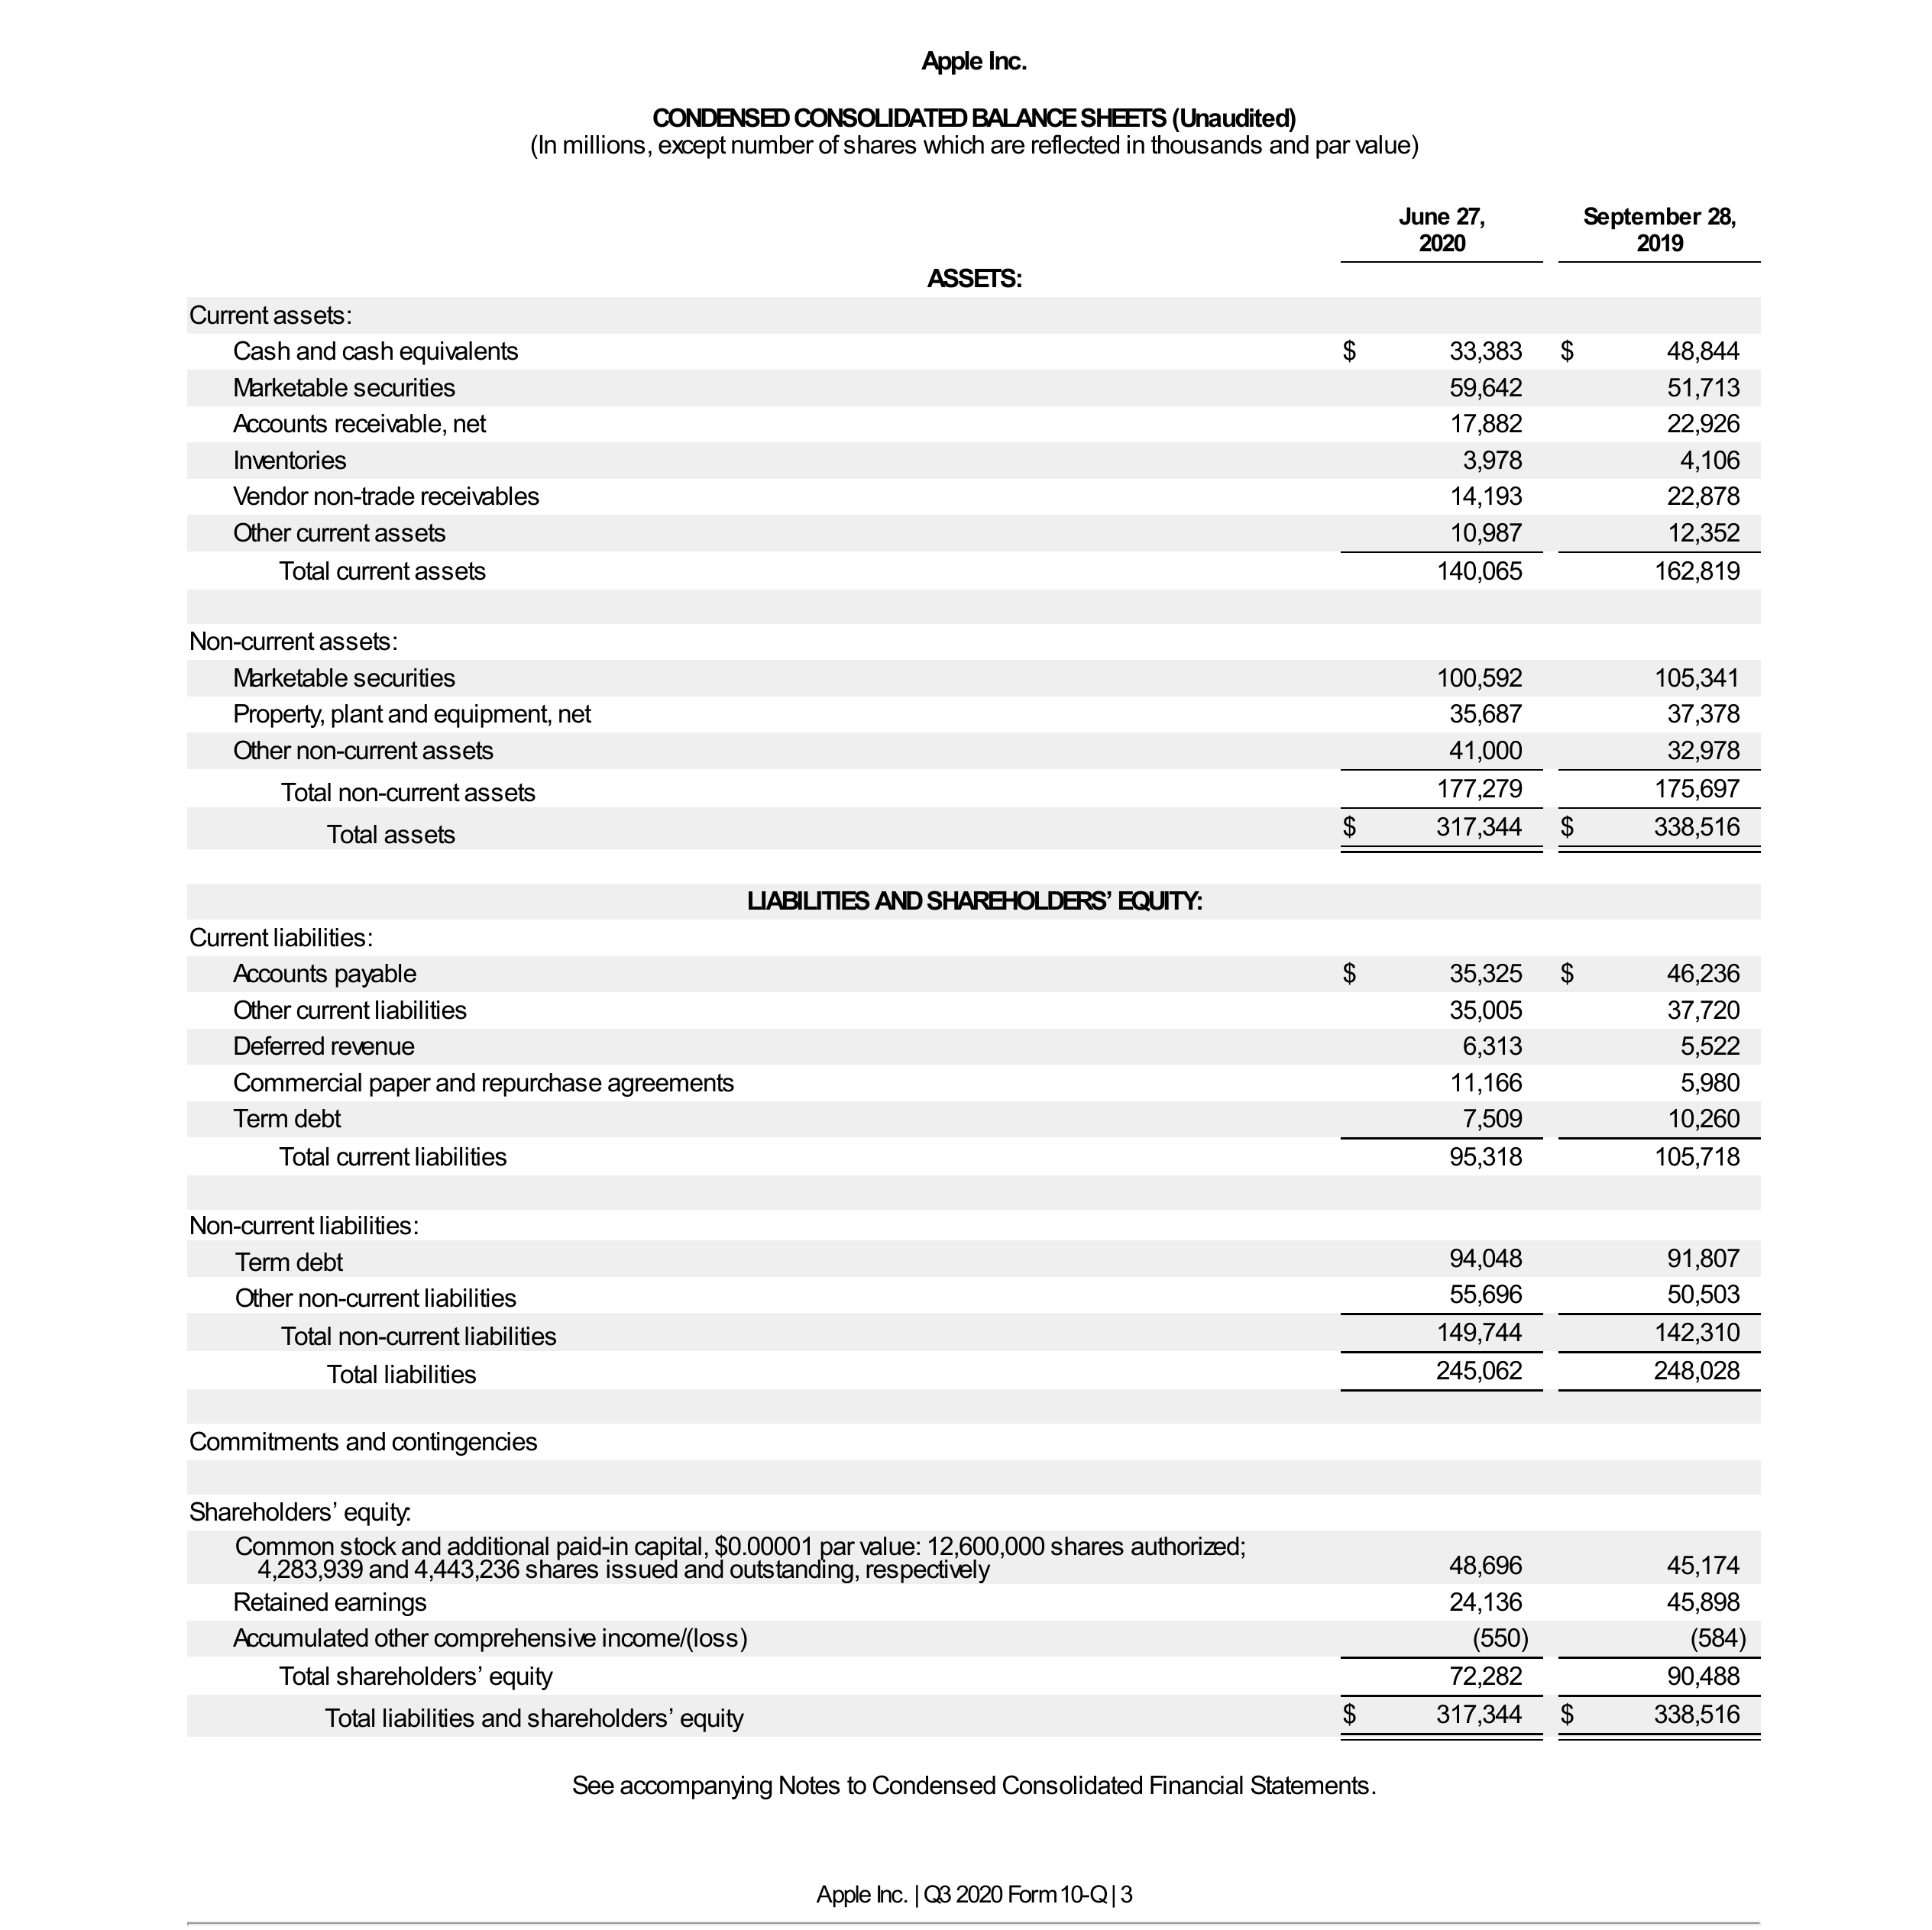 Apple Inc.
CONDENSED CONSOLIDATED BALANCE SHEETS (Unaudited)
(In millions, except number of shares which are reflected in thousands and par value)
June 27, September 28,
2020 2019
ASSETS:
Current assets:
Cash and cash equivalents $ 33,383 $ 48,844
Marketable securities 59,642 51,713
Accounts receivable, net 17,882 22,926
Inventories 3,978 4,106
Vendor non-trade receivables 14,193 22,878
Other current assets 10,987 12,352
Total current assets 140,065 162,819
Non-current assets:
Marketable securities 100,592 105,341
Property, plant and equipment, net 35,687 37,378
Other non-current assets 41,000 32,978
Total non-current assets 177,279 175,697
Total assets $ 317,344 $ 338,516
LIABILITIES AND SHAREHOLDERS’ EQUITY:
Current liabilities:
Accounts payable $ 35,325 $ 46,236
Other current liabilities 35,005 37,720
Deferred revenue 6,313 5,522
Commercial paper and repurchase agreements 11,166 5,980
Term debt 7,509 10,260
Total current liabilities 95,318 105,718
Non-current liabilities:
Term debt 94,048 91,807
Other non-current liabilities 55,696 50,503
Total non-current liabilities 149,744 142,310
Total liabilities 245,062 248,028
Commitments and contingencies
Shareholders’ equity:
Common stock and additional paid-in capital, $0.00001 par value: 12,600,000 shares authorized;
4,283,939 and 4,443,236 shares issued and outstanding, respectively 48,696 45,174
Retained earnings 24,136 45,898
Accumulated other comprehensive income/(loss) (550) (584)
Total shareholders’ equity 72,282 90,488
Total liabilities and shareholders’ equity $ 317,344 $ 338,516
See accompanying Notes to Condensed Consolidated Financial Statements.
Apple Inc. | Q3 2020 Form 10-Q | 3